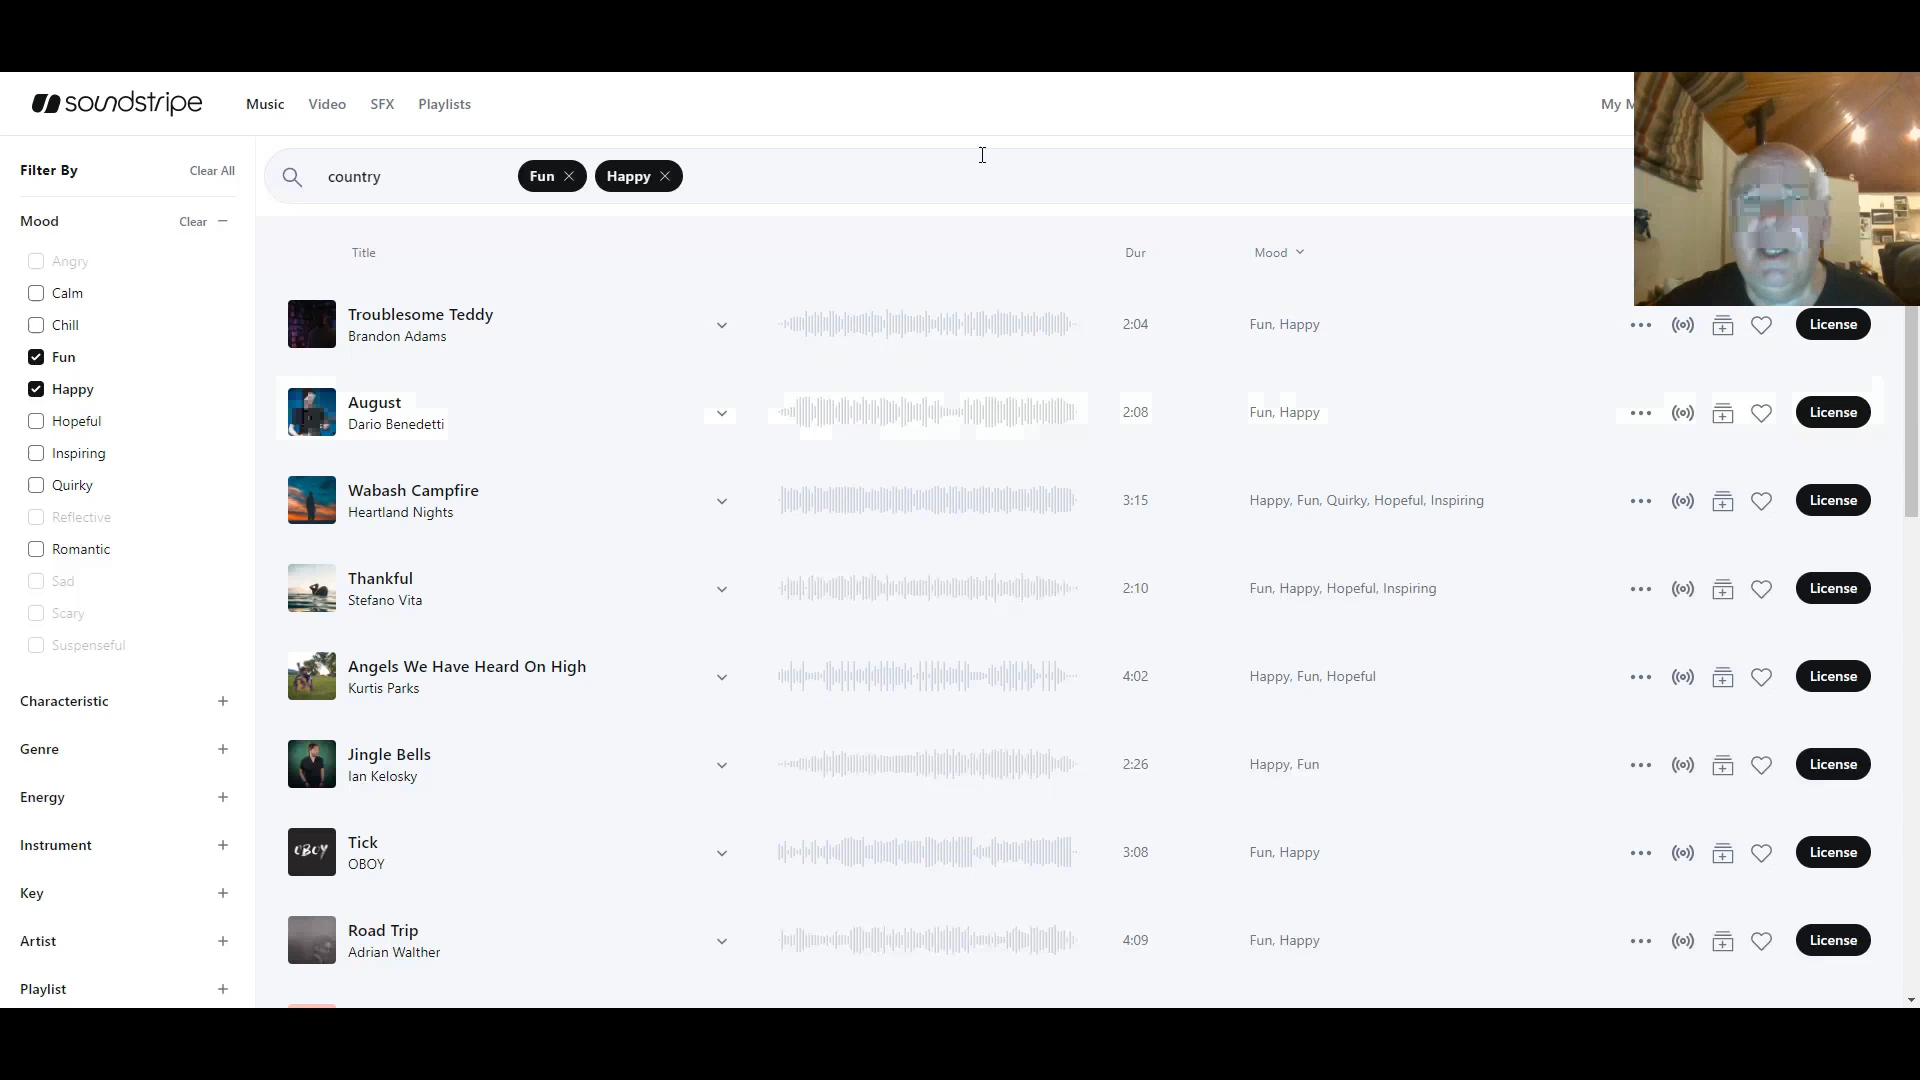 soundstripe Music Video SFX Playlists My M
Filter By Clear All
country Fun Happy
Mood Clear
Angry
Calm
Chill
Fun
Happy
Hopeful
Inspiring
Quirky
Reflective
Romantic
Sad
Scary
Suspenseful
Characteristic
Genre
Energy
Instrument
Key
Artist
Playlist
Title Dur Mood
Troublesome Teddy
Brandon Adams
2:04 Fun, Happy License
August
Dario Benedetti
2:08 Fun, Happy License
Wabash Campfire
Heartland Nights
3:15 Happy, Fun, Quirky, Hopeful, Inspiring License
Thankful
Stefano Vita
2:10 Fun, Happy, Hopeful, Inspiring License
Angels We Have Heard On High
Kurtis Parks
4:02 Happy, Fun, Hopeful License
Jingle Bells
Ian Kelosky
2:26 Happy, Fun License
OBOY
Tick
OBOY
3:08 Fun, Happy License
Road Trip
Adrian Walther
4:09 Fun, Happy License